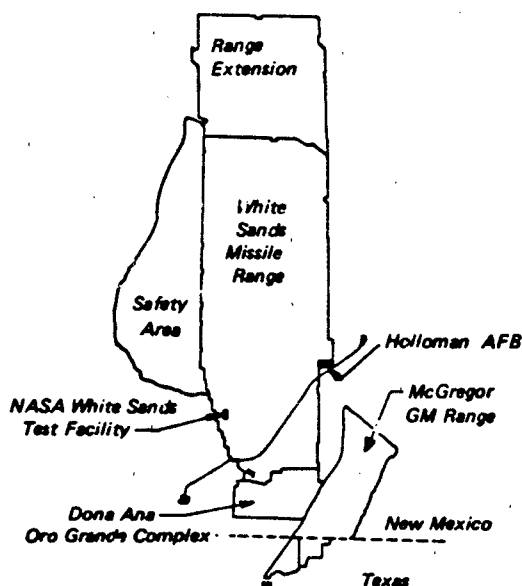 Range
Extension
White
Sands
Missile
Range
Safety
Area
Holloman AFB
NASA White Sands
Test Facility
McGregor
GM Range
Dona Ana
Oro Grande Complex
New Mexico
Texas